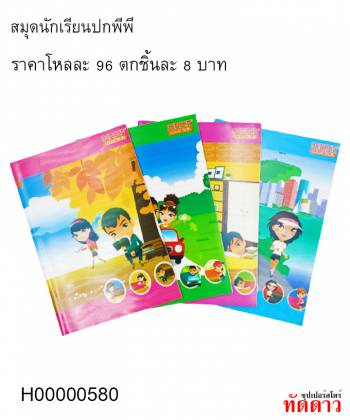 สมุดนักเรียนปกพีพี
ราคาโหลละ 96 ตกชิ้นละ 8 บาท
H00000580
ซุปเปอร์สโตร์
ทัดดาว